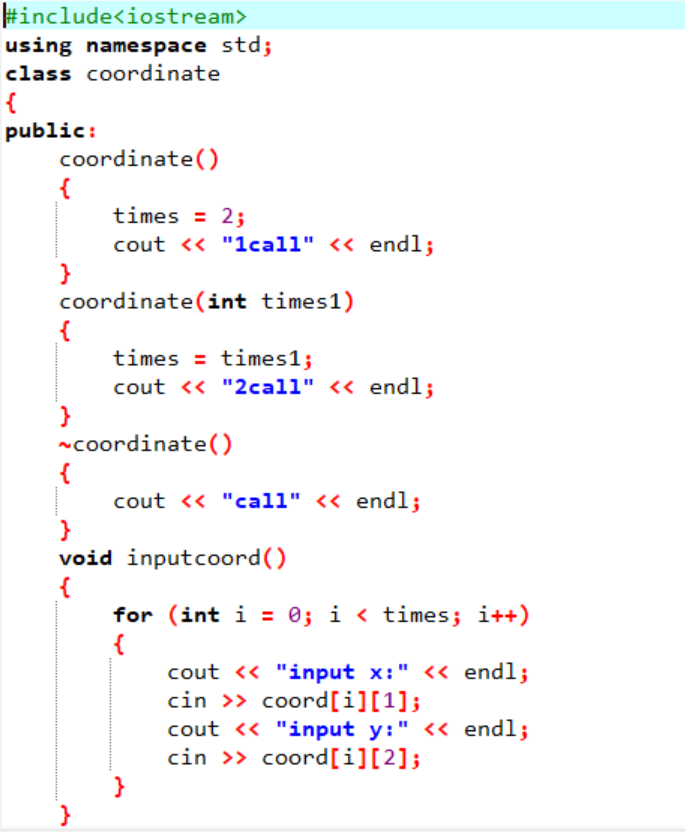 #include<iostream>
using namespace std;
class coordinate
{
public:
    coordinate()
    {
        times = 2;
        cout << "1call" << endl;
    }
    coordinate(int times1)
    {
        times = times1;
        cout << "2call" << endl;
    }
    ~coordinate()
    {
        cout << "call" << endl;
    }
    void inputcoord()
    {
        for (int i = 0; i < times; i++)
        {
            cout << "input x:" << endl;
            cin >> coord[i][1];
            cout << "input y:" << endl;
            cin >> coord[i][2];
        }
    }